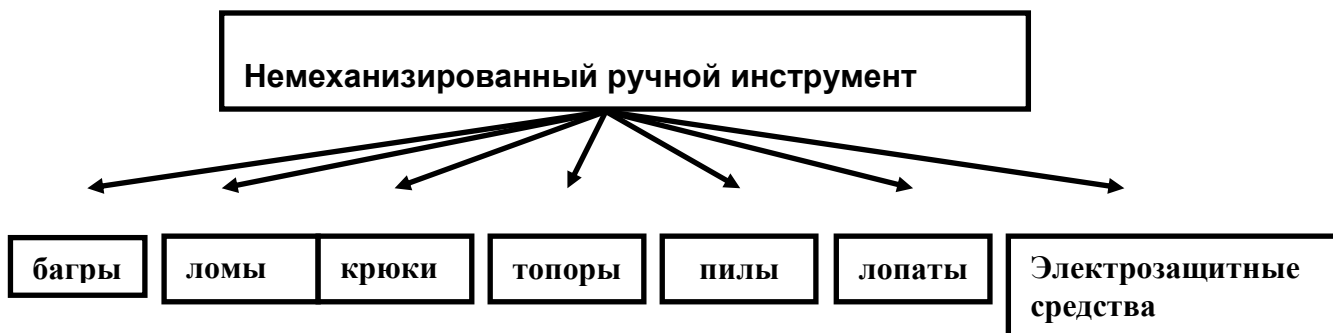 Немеханизированный ручной инструмент
багры
ломы
крюки
топоры
пилы
лопаты
Электрозащитные
средства